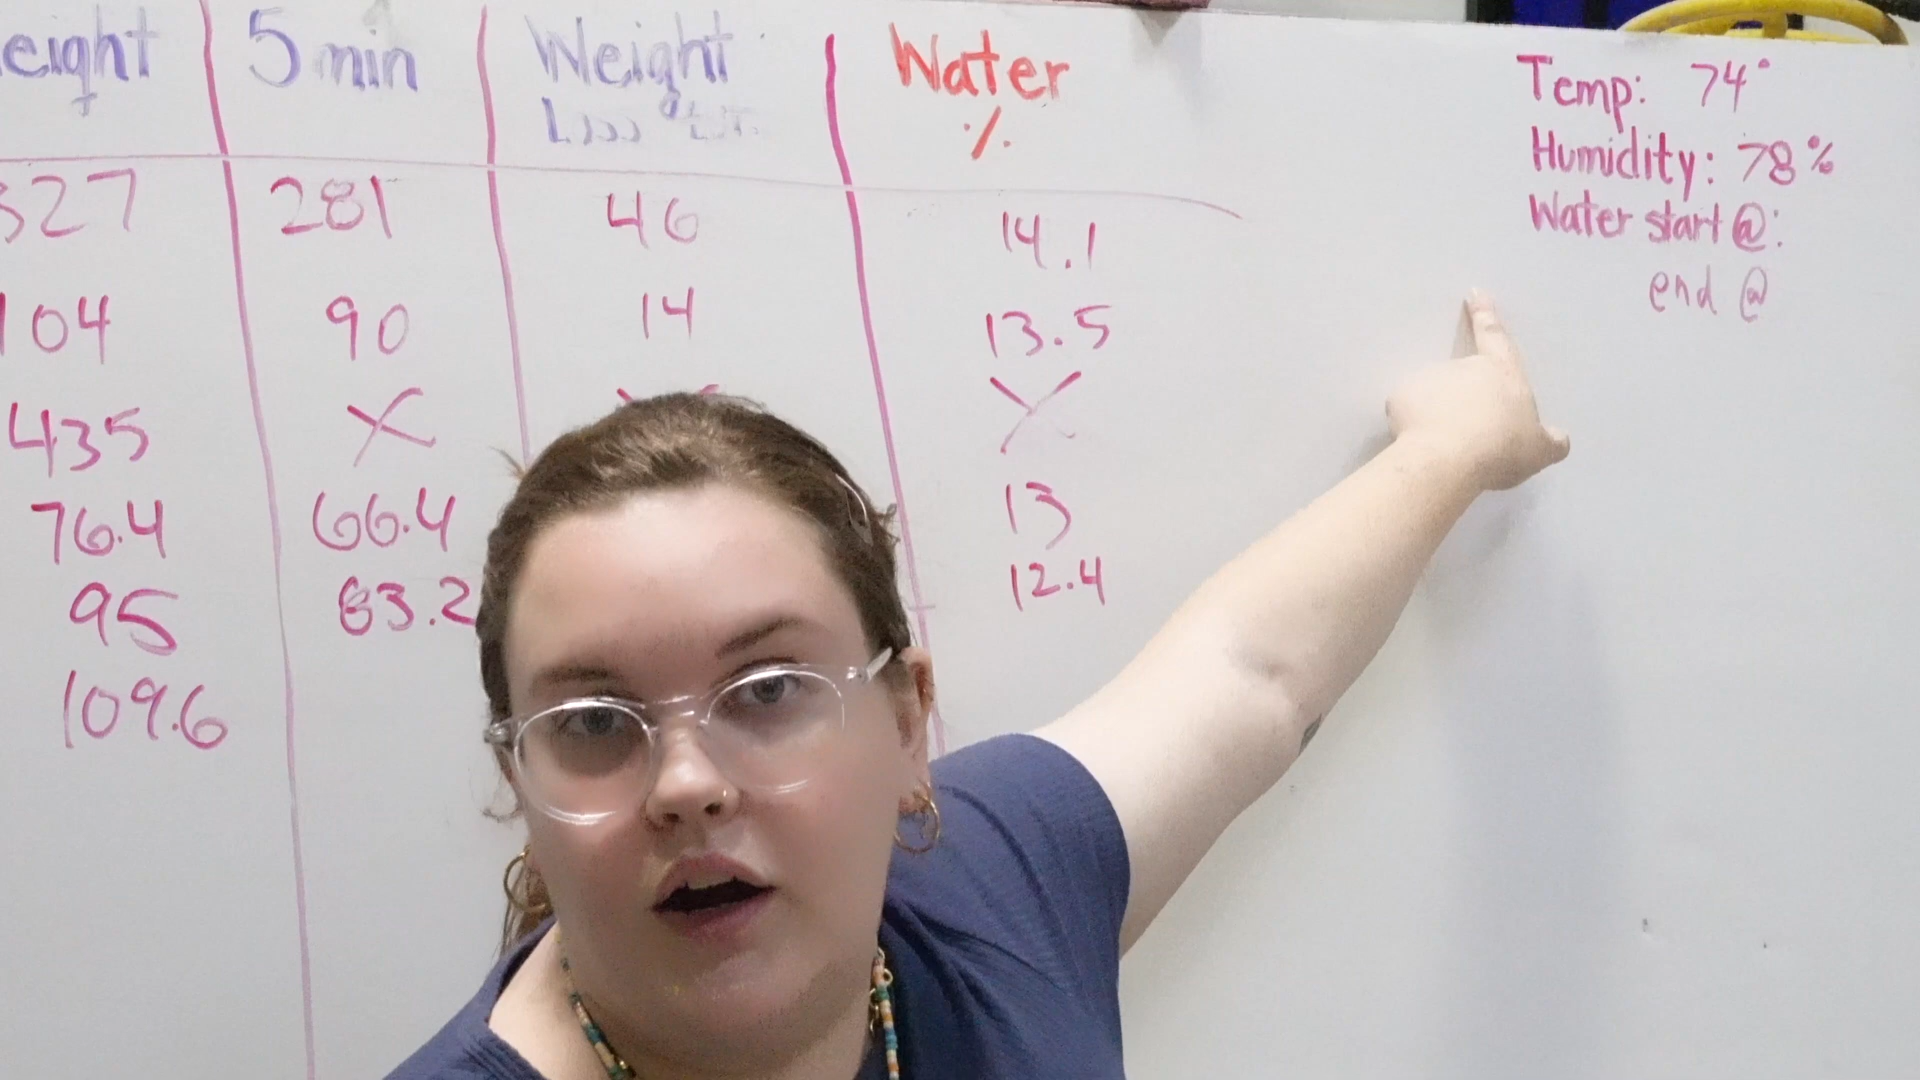 eight 5 min Weight Water
Loss %
327 281 46 14.1
104 90 14 13.5
435 X X
76.4 66.4 13
95 83.2 12.4
109.6
Temp: 74°
Humidity: 78%
Water start @:
end @